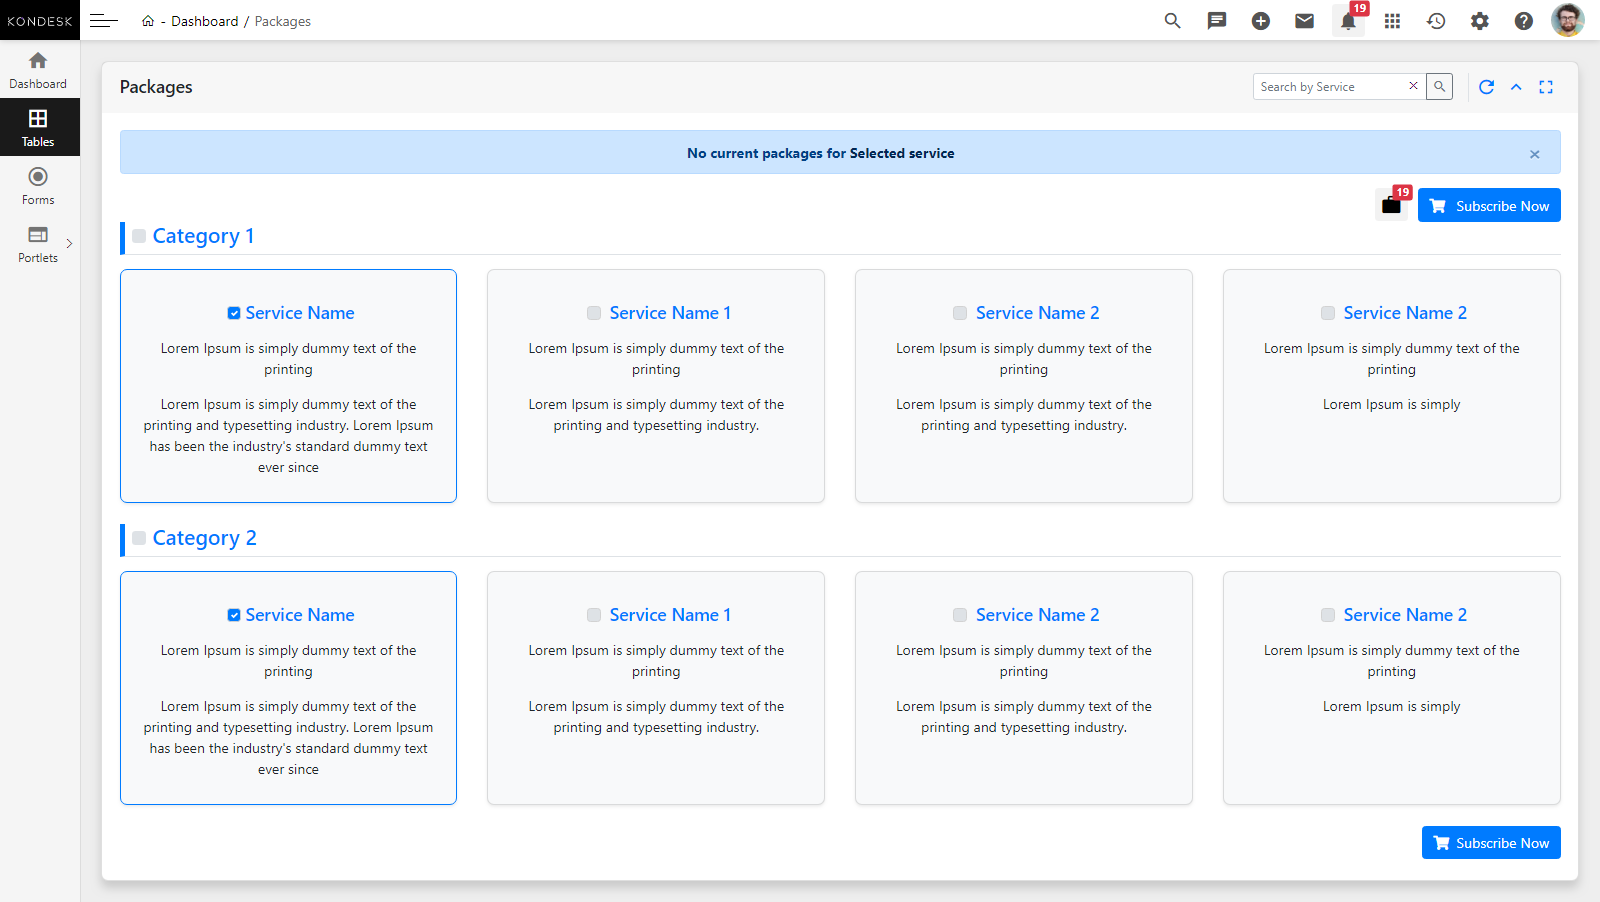 KONDESK
- Dashboard / Packages
19
Dashboard
Tables
Forms
Portlets
Packages
Search by Service
No current packages for Selected service
×
19
Subscribe Now
Category 1
Service Name
Lorem Ipsum is simply dummy text of the
printing
Lorem Ipsum is simply dummy text of the
printing and typesetting industry. Lorem Ipsum
has been the industry's standard dummy text
ever since
Service Name 1
Lorem Ipsum is simply dummy text of the
printing
Lorem Ipsum is simply dummy text of the
printing and typesetting industry.
Service Name 2
Lorem Ipsum is simply dummy text of the
printing
Lorem Ipsum is simply dummy text of the
printing and typesetting industry.
Service Name 2
Lorem Ipsum is simply dummy text of the
printing
Lorem Ipsum is simply
Category 2
Service Name
Lorem Ipsum is simply dummy text of the
printing
Lorem Ipsum is simply dummy text of the
printing and typesetting industry. Lorem Ipsum
has been the industry's standard dummy text
ever since
Service Name 1
Lorem Ipsum is simply dummy text of the
printing
Lorem Ipsum is simply dummy text of the
printing and typesetting industry.
Service Name 2
Lorem Ipsum is simply dummy text of the
printing
Lorem Ipsum is simply dummy text of the
printing and typesetting industry.
Service Name 2
Lorem Ipsum is simply dummy text of the
printing
Lorem Ipsum is simply
Subscribe Now